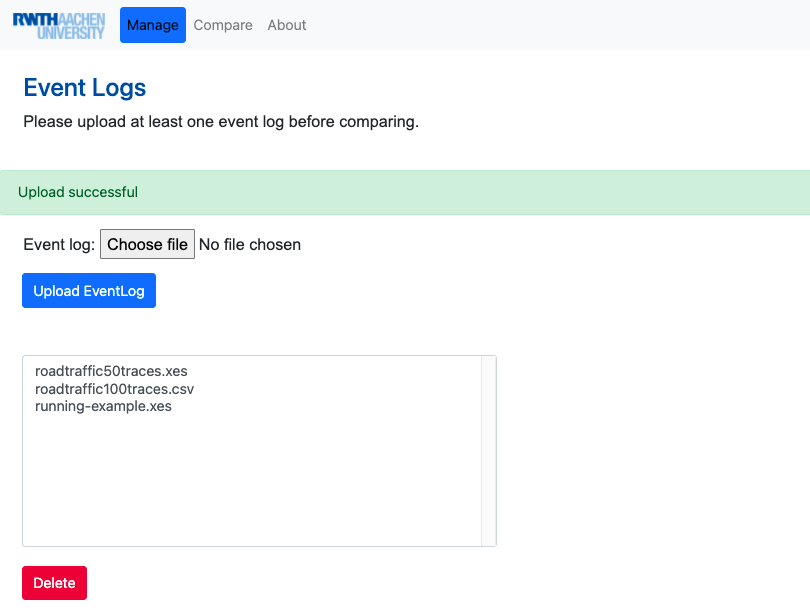 RWTHAACHEN
UNIVERSITY
Manage Compare About
Event Logs
Please upload at least one event log before comparing.
Upload successful
Event log: Choose file No file chosen
Upload EventLog
roadtraffic50traces.xes
roadtraffic100traces.csv
running-example.xes
Delete